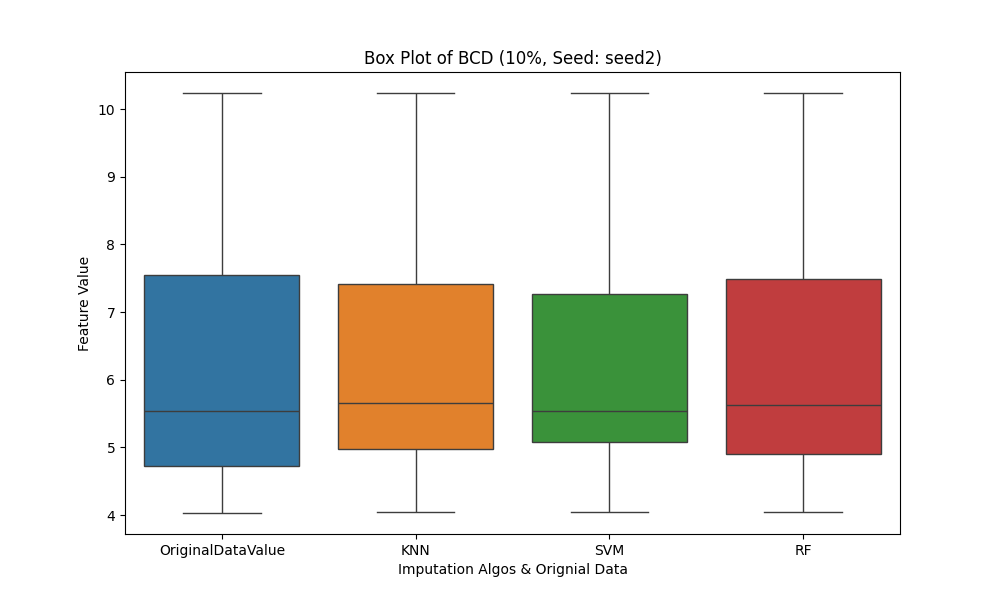 Box Plot of BCD (10%, Seed: seed2)
10
9
8
7
6
5
4
Feature Value
OriginalDataValue
KNN
SVM
RF
Imputation Algos & Orignial Data